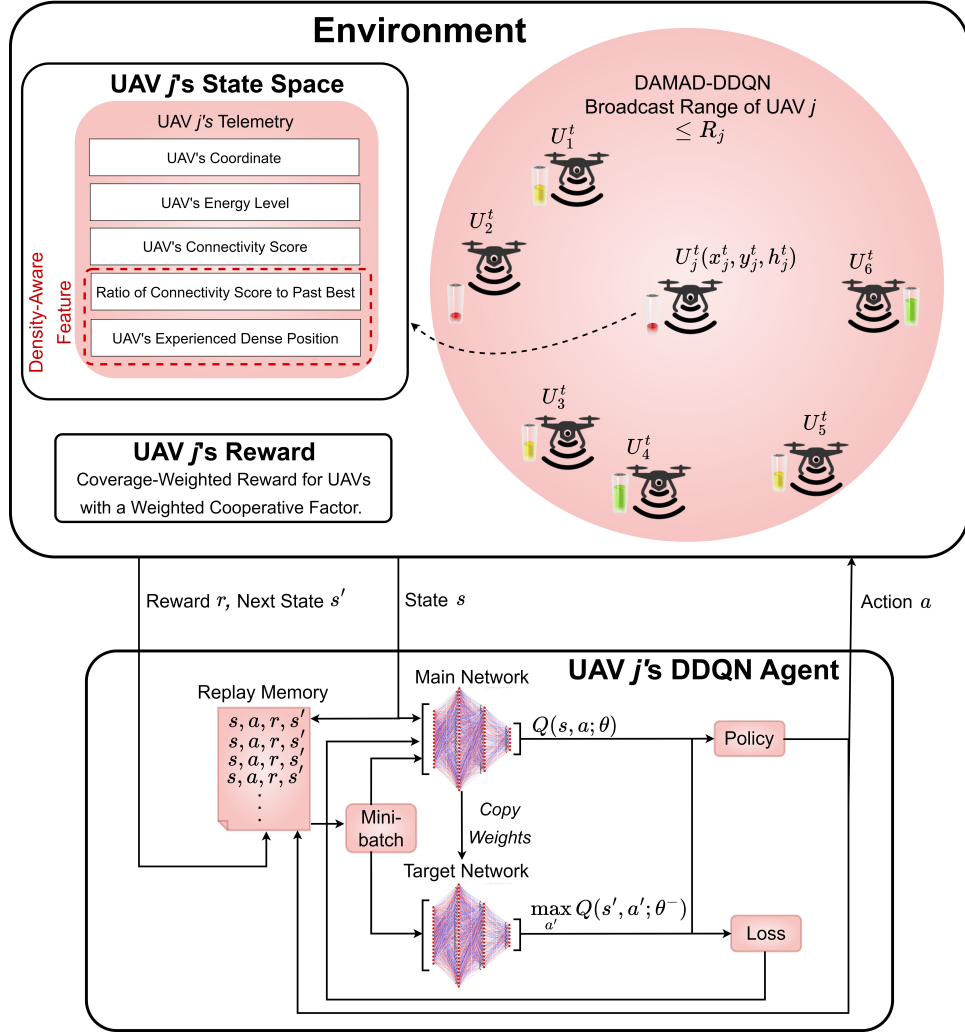 Environment
UAV j's State Space
UAV j's Telemetry
UAV's Coordinate
UAV's Energy Level
UAV's Connectivity Score
Ratio of Connectivity Score to Past Best
UAV's Experienced Dense Position
Density-Aware
Feature
DAMAD-DDQN
Broadcast Range of UAV j
≤ R_j
U_1^t
U_2^t
U_j^t(x_j^t, y_j^t, h_j^t)
U_6^t
U_3^t
U_4^t
U_5^t
UAV j's Reward
Coverage-Weighted Reward for UAVs
with a Weighted Cooperative Factor.
Reward r, Next State s′
State s
Action a
UAV j's DDQN Agent
Replay Memory
s, a, r, s′
s, a, r, s′
s, a, r, s′
s, a, r, s′
.
.
.
Mini-
batch
Main Network
Q(s, a; θ)
Policy
Copy
Weights
Target Network
max Q(s′, a′; θ⁻)
a′
Loss